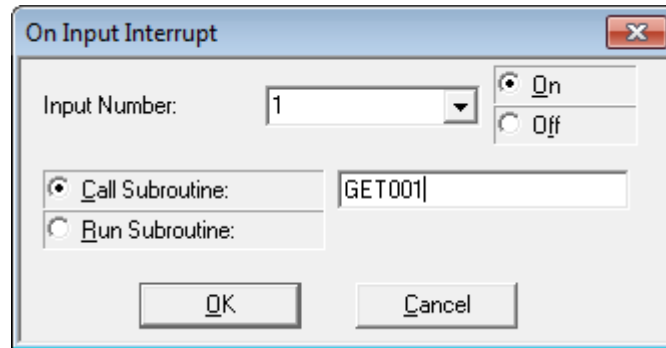 On Input Interrupt
Input Number:
1
On
Off
Call Subroutine:
GET001
Run Subroutine:
OK
Cancel